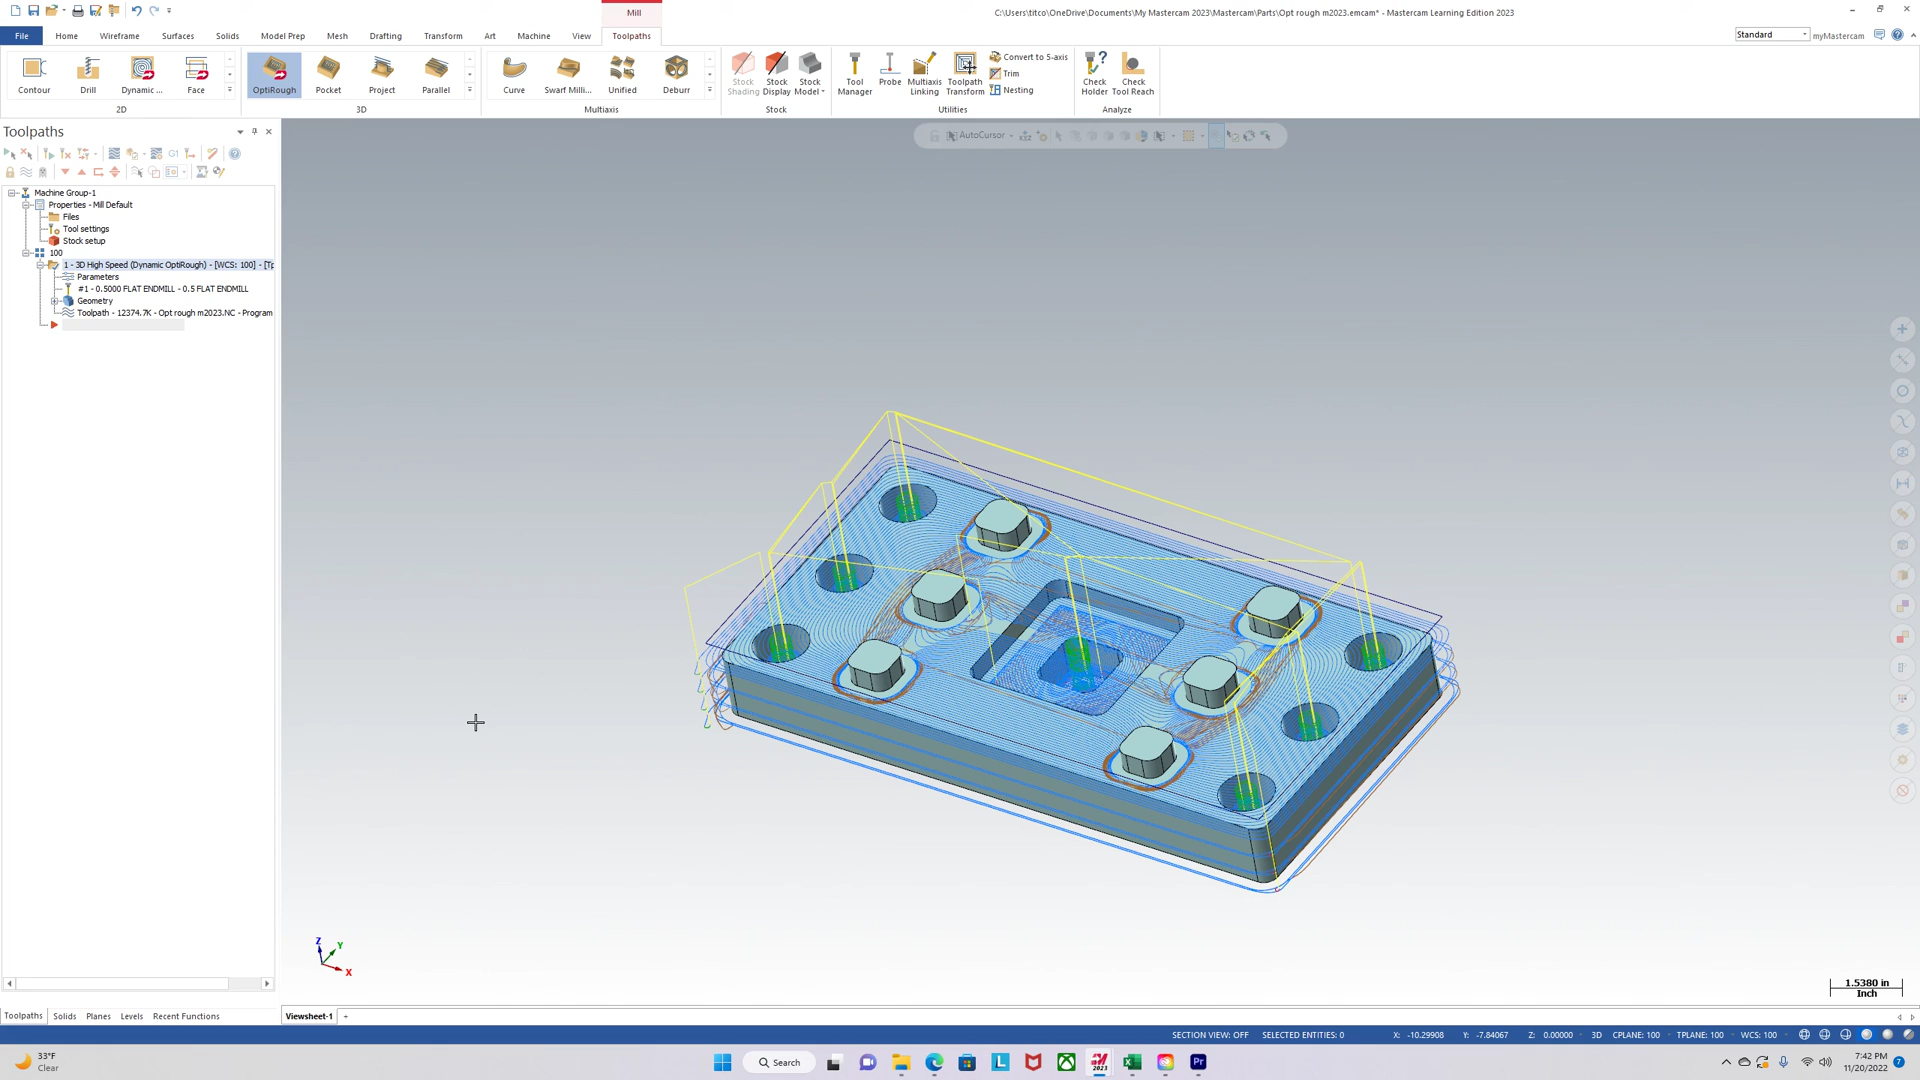 Mill
C:\Users\titco\OneDrive\Documents\My Mastercam 2023\Mastercam\Parts\Opt rough m2023.emcam* - Mastercam Learning Edition 2023
File Home Wireframe Surfaces Solids Model Prep Mesh Drafting Transform Art Machine View Toolpaths
Standard myMastercam
Contour Drill Dynamic ... Face
OptiRough Pocket Project Parallel
Curve Swarf Milli... Unified Deburr
Stock Shading Stock Display Stock Model
Tool Manager Probe Multiaxis Linking Toolpath Transform
Convert to 5-axis
Trim
Nesting
Check Holder Check Tool Reach
2D 3D Multiaxis Stock Utilities Analyze
Toolpaths
AutoCursor
G1
Machine Group-1
Properties - Mill Default
Files
Tool settings
Stock setup
100
1 - 3D High Speed (Dynamic OptiRough) - [WCS: 100] - [Tp
Parameters
#1 - 0.5000 FLAT ENDMILL - 0.5 FLAT ENDMILL
Geometry
Toolpath - 12374.7K - Opt rough m2023.NC - Program
Z Y X
1.5380 in
Inch
Toolpaths Solids Planes Levels Recent Functions
Viewsheet-1 +
SECTION VIEW: OFF SELECTED ENTITIES: 0 X: -10.29908 Y: -7.84067 Z: 0.00000 3D CPLANE: 100 TPLANE: 100 WCS: 100
33°F
Clear
Search
L
2023
Pr
7:42 PM
11/20/2022
7